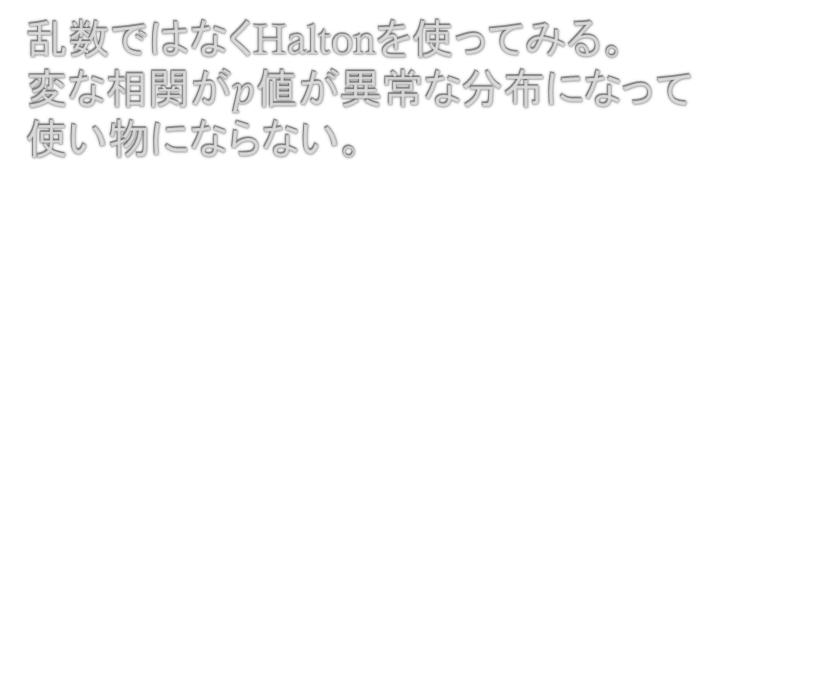 乱数ではなくHaltonを使ってみる。
変な相関がp値が異常な分布になって
使い物にならない。